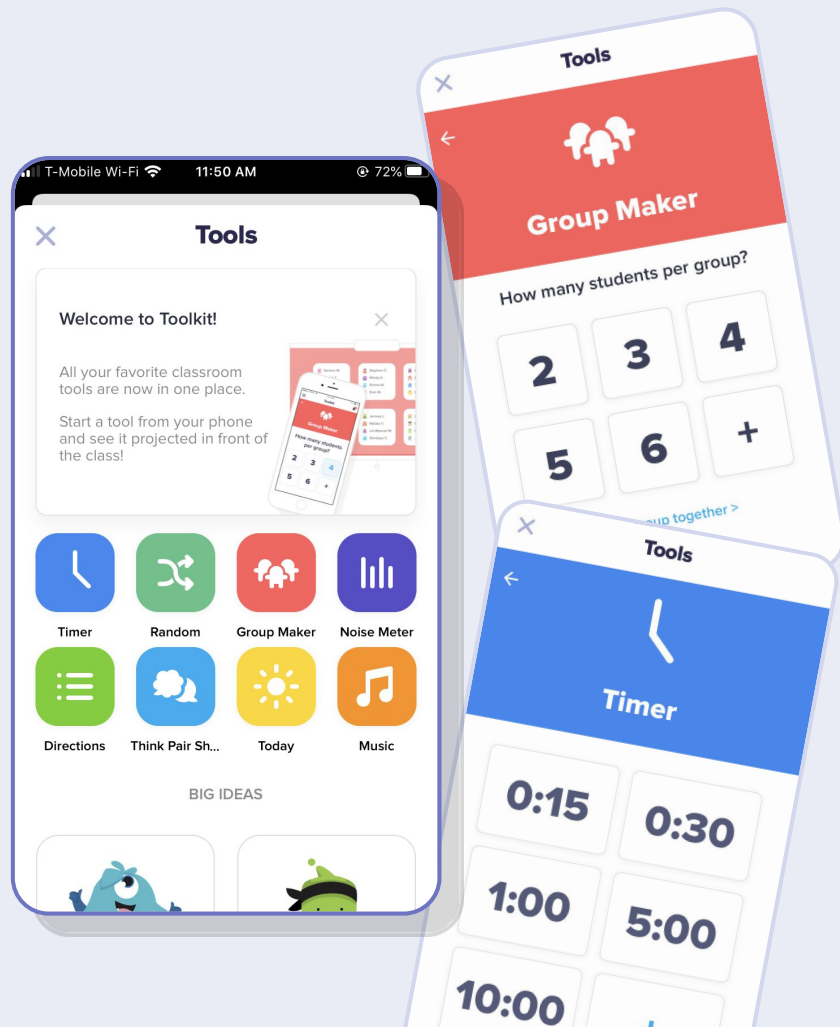 T-Mobile Wi-Fi 11:50 AM 72%
Tools
Welcome to Toolkit!
All your favorite classroom
tools are now in one place.
Start a tool from your phone
and see it projected in front of
the class!
Tools
Group Maker
How many students
per group?
2 3 4
5 6 +
Timer Random Group Maker Noise Meter
Directions Think Pair Sh... Today Music
BIG IDEAS
Tools
Group Maker
How many students per group?
2 3 4
5 6 +
together >
Tools
Timer
0:15 0:30
1:00 5:00
10:00 +